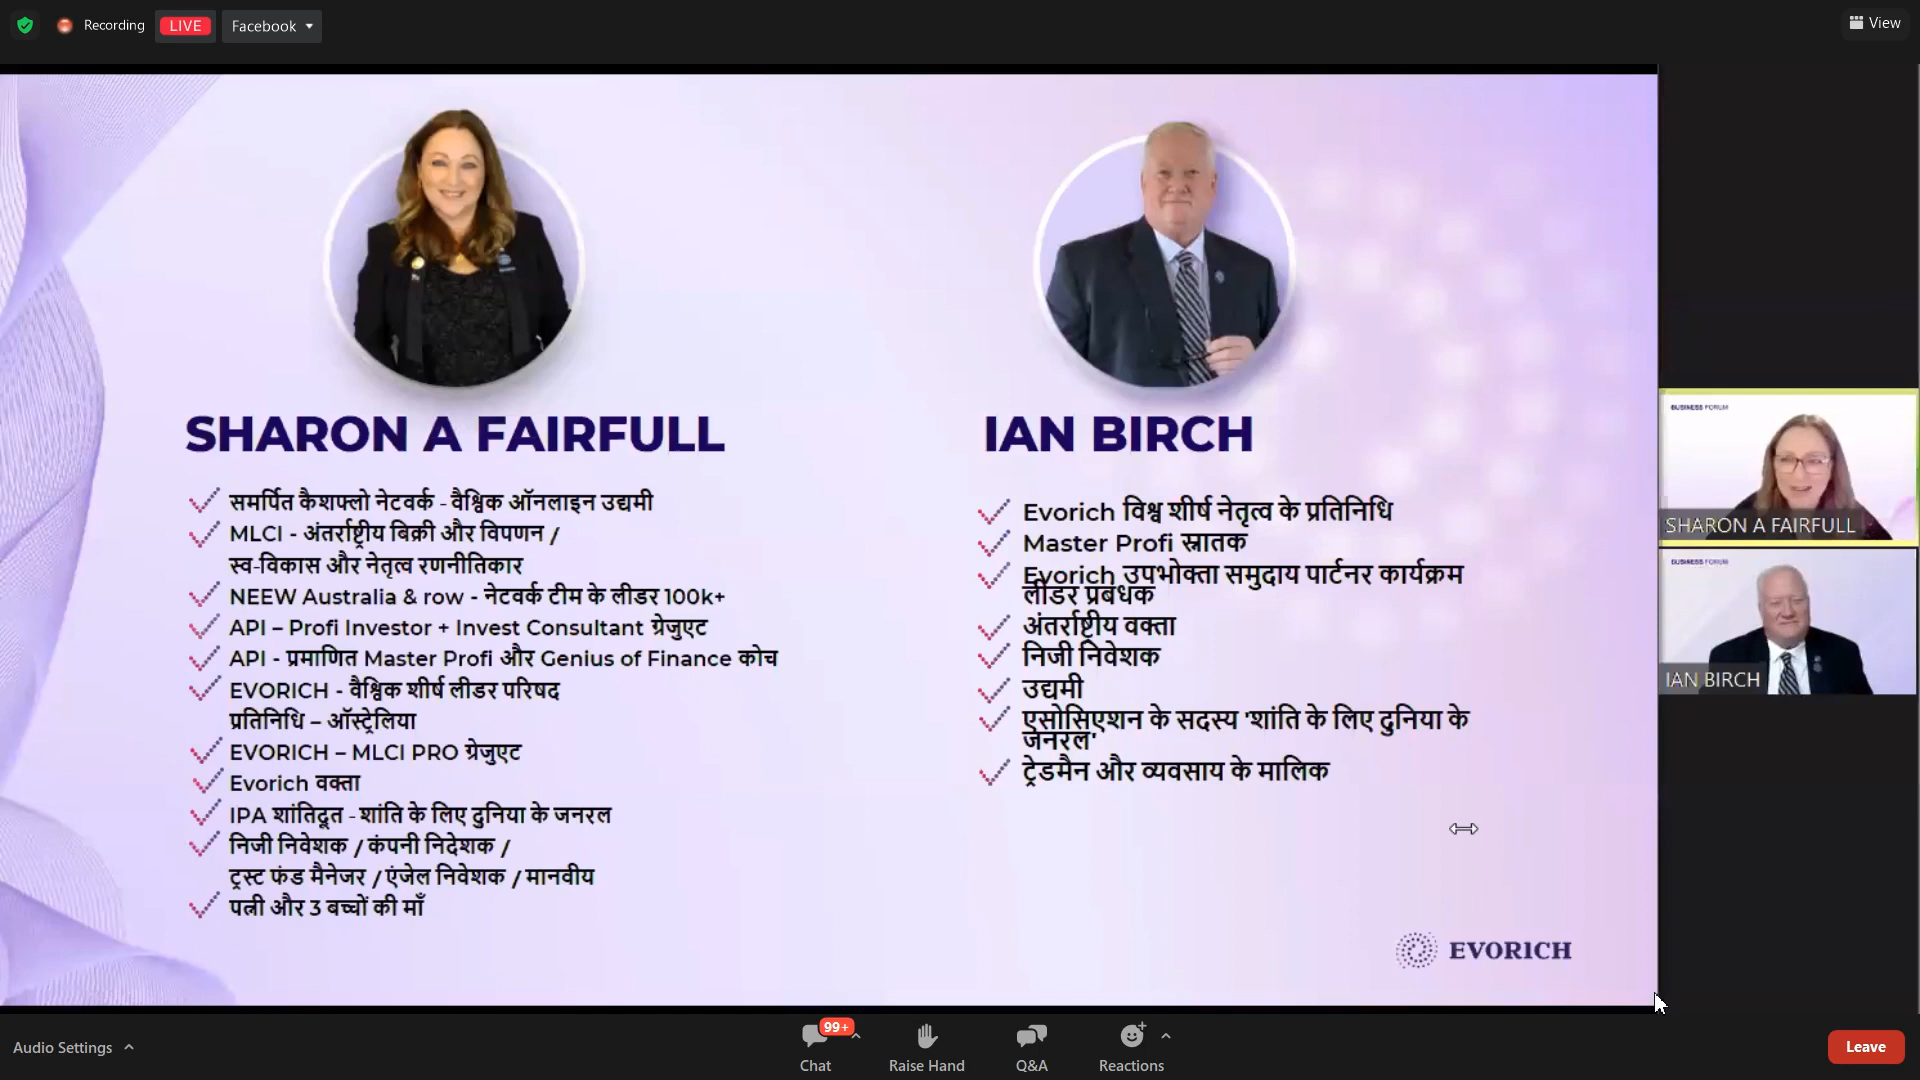 Recording
LIVE
Facebook
View
SHARON A FAIRFULL
समर्पित कैशफ्लो नेटवर्क - वैश्विक ऑनलाइन उद्यमी
MLCI - अंतर्राष्ट्रीय बिक्री और विपणन /
स्व-विकास और नेतृत्व रणनीतिकार
NEEW Australia & row - नेटवर्क टीम के लीडर 100k+
API – Profi Investor + Invest Consultant ग्रेजुएट
API - प्रमाणित Master Profi और Genius of Finance कोच
EVORICH - वैश्विक शीर्ष लीडर परिषद
प्रतिनिधि – ऑस्ट्रेलिया
EVORICH – MLCI PRO ग्रेजुएट
Evorich वक्ता
IPA शांतिदूत - शांति के लिए दुनिया के जनरल
निजी निवेशक / कंपनी निदेशक /
ट्रस्ट फंड मैनेजर / एंजेल निवेशक / मानवीय
पत्नी और 3 बच्चों की माँ
IAN BIRCH
Evorich विश्व शीर्ष नेतृत्व के प्रतिनिधि
Master Profi स्नातक
Evorich उपभोक्ता समुदाय पार्टनर कार्यक्रम
लीडर प्रबंधक
अंतर्राष्ट्रीय वक्ता
निजी निवेशक
उद्यमी
एसोसिएशन के सदस्य 'शांति के लिए दुनिया के
जनरल'
ट्रेडमैन और व्यवसाय के मालिक
EVORICH
BUSINESS FORUM
SHARON A FAIRFULL
BUSINESS FORUM
IAN BIRCH
Audio Settings
99+
Chat
Raise Hand
Q&A
Reactions
Leave